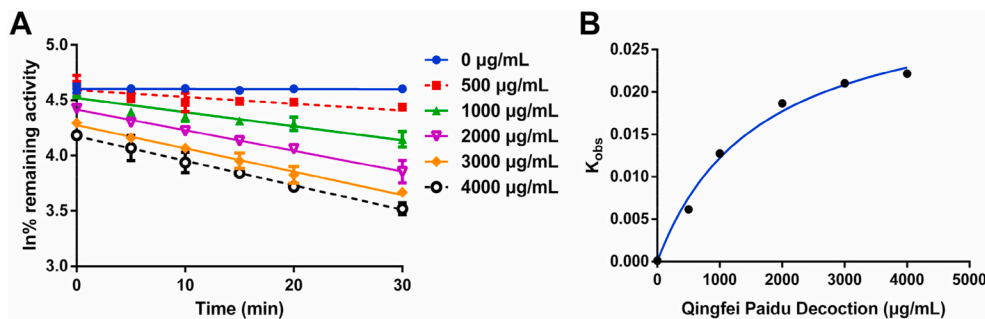 A
5.0
4.5
4.0
3.5
3.0
ln% remaining activity
0
10
20
30
Time (min)
0 µg/mL
500 µg/mL
1000 µg/mL
2000 µg/mL
3000 µg/mL
4000 µg/mL
B
0.025
0.020
0.015
0.010
0.005
0.000
Kobs
0
1000
2000
3000
4000
5000
Qingfei Paidu Decoction (µg/mL)